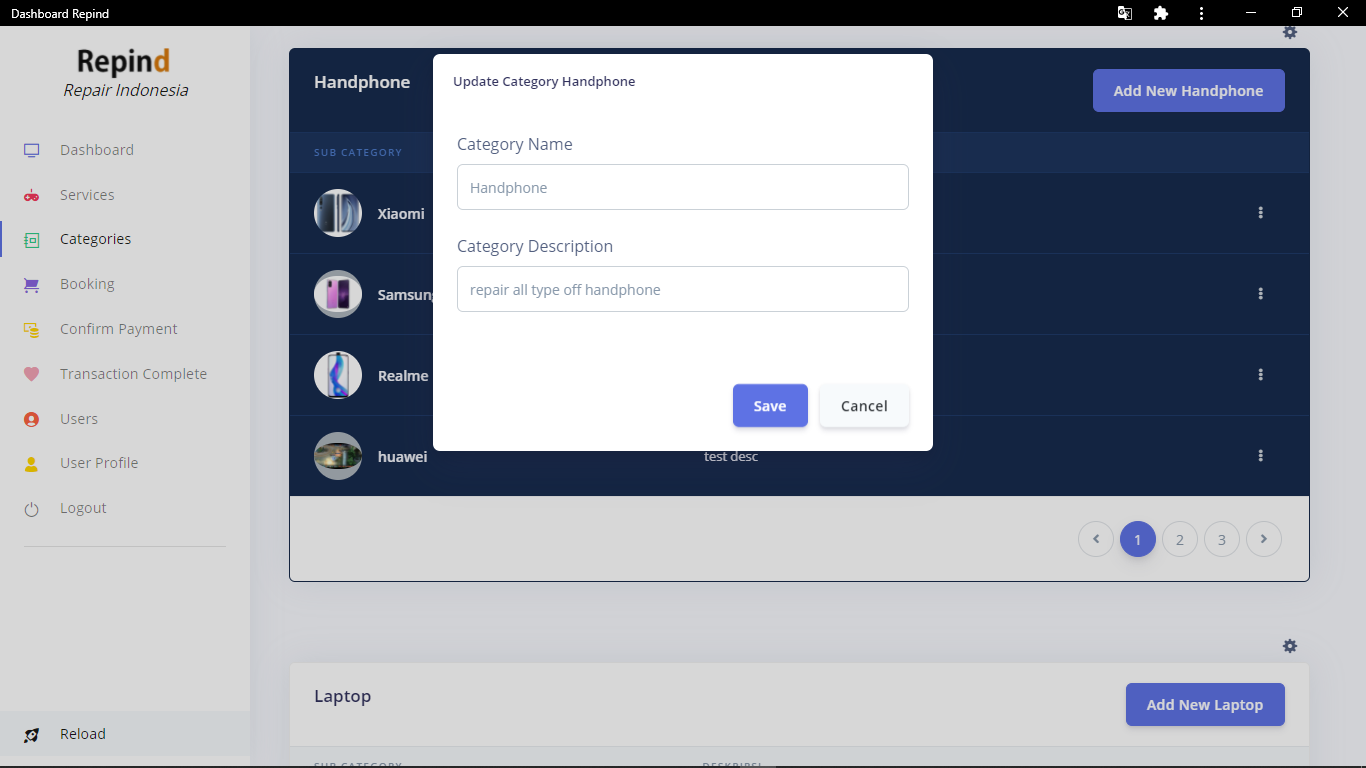 Dashboard Repind
Repind
Repair Indonesia
Dashboard
Services
Categories
Booking
Confirm Payment
Transaction Complete
Users
User Profile
Logout
Reload
Handphone
Add New Handphone
SUB CATEGORY
Xiaomi
Samsung
Realme
huawei
test desc
Update Category Handphone
Category Name
Handphone
Category Description
repair all type off handphone
Save
Cancel
1
2
3
Laptop
Add New Laptop
SUB CATEGORY
DESKRIPSI